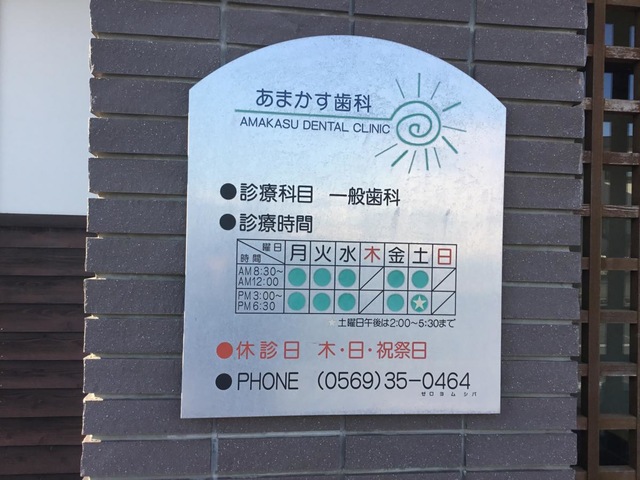 あまかす歯科
AMAKASU DENTAL CLINIC
●診療科目 一般歯科
●診療時間
曜日 時間 月 火 水 木 金 土 日
AM8:30~AM12:00 ● ● ● ／ ● ● ／
PM3:00~PM6:30 ● ● ● ／ ● ★ ／
★土曜日午後は2:00~5:30まで
●休診日 木・日・祝祭日
●PHONE (0569)35-0464
ゼロヨムシバ